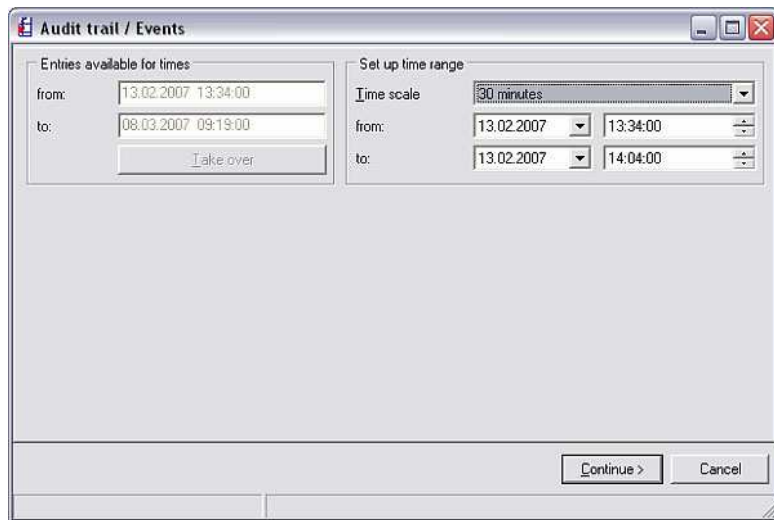 Audit trail / Events
Entries available for times
from: 13.02.2007 13:34:00
to: 08.03.2007 09:19:00
Take over
Set up time range
Time scale 30 minutes
from: 13.02.2007 13:34:00
to: 13.02.2007 14:04:00
Continue > Cancel